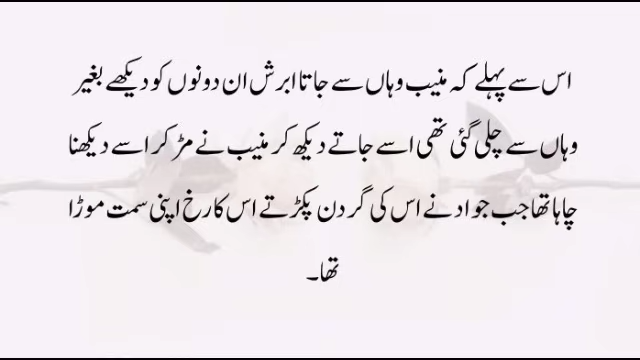 اس سے پہلے کہ منیب وہاں سے جاتا ابرش ان دونوں کو دیکھے بغیر
وہاں سے چلی گئی تھی اسے جاتے دیکھ کر منیب نے مڑ کر اسے دیکھنا
چاہا تھا جب جواد نے اس کی گردن پکڑتے اس کا رخ اپنی سمت موڑا
تھا۔